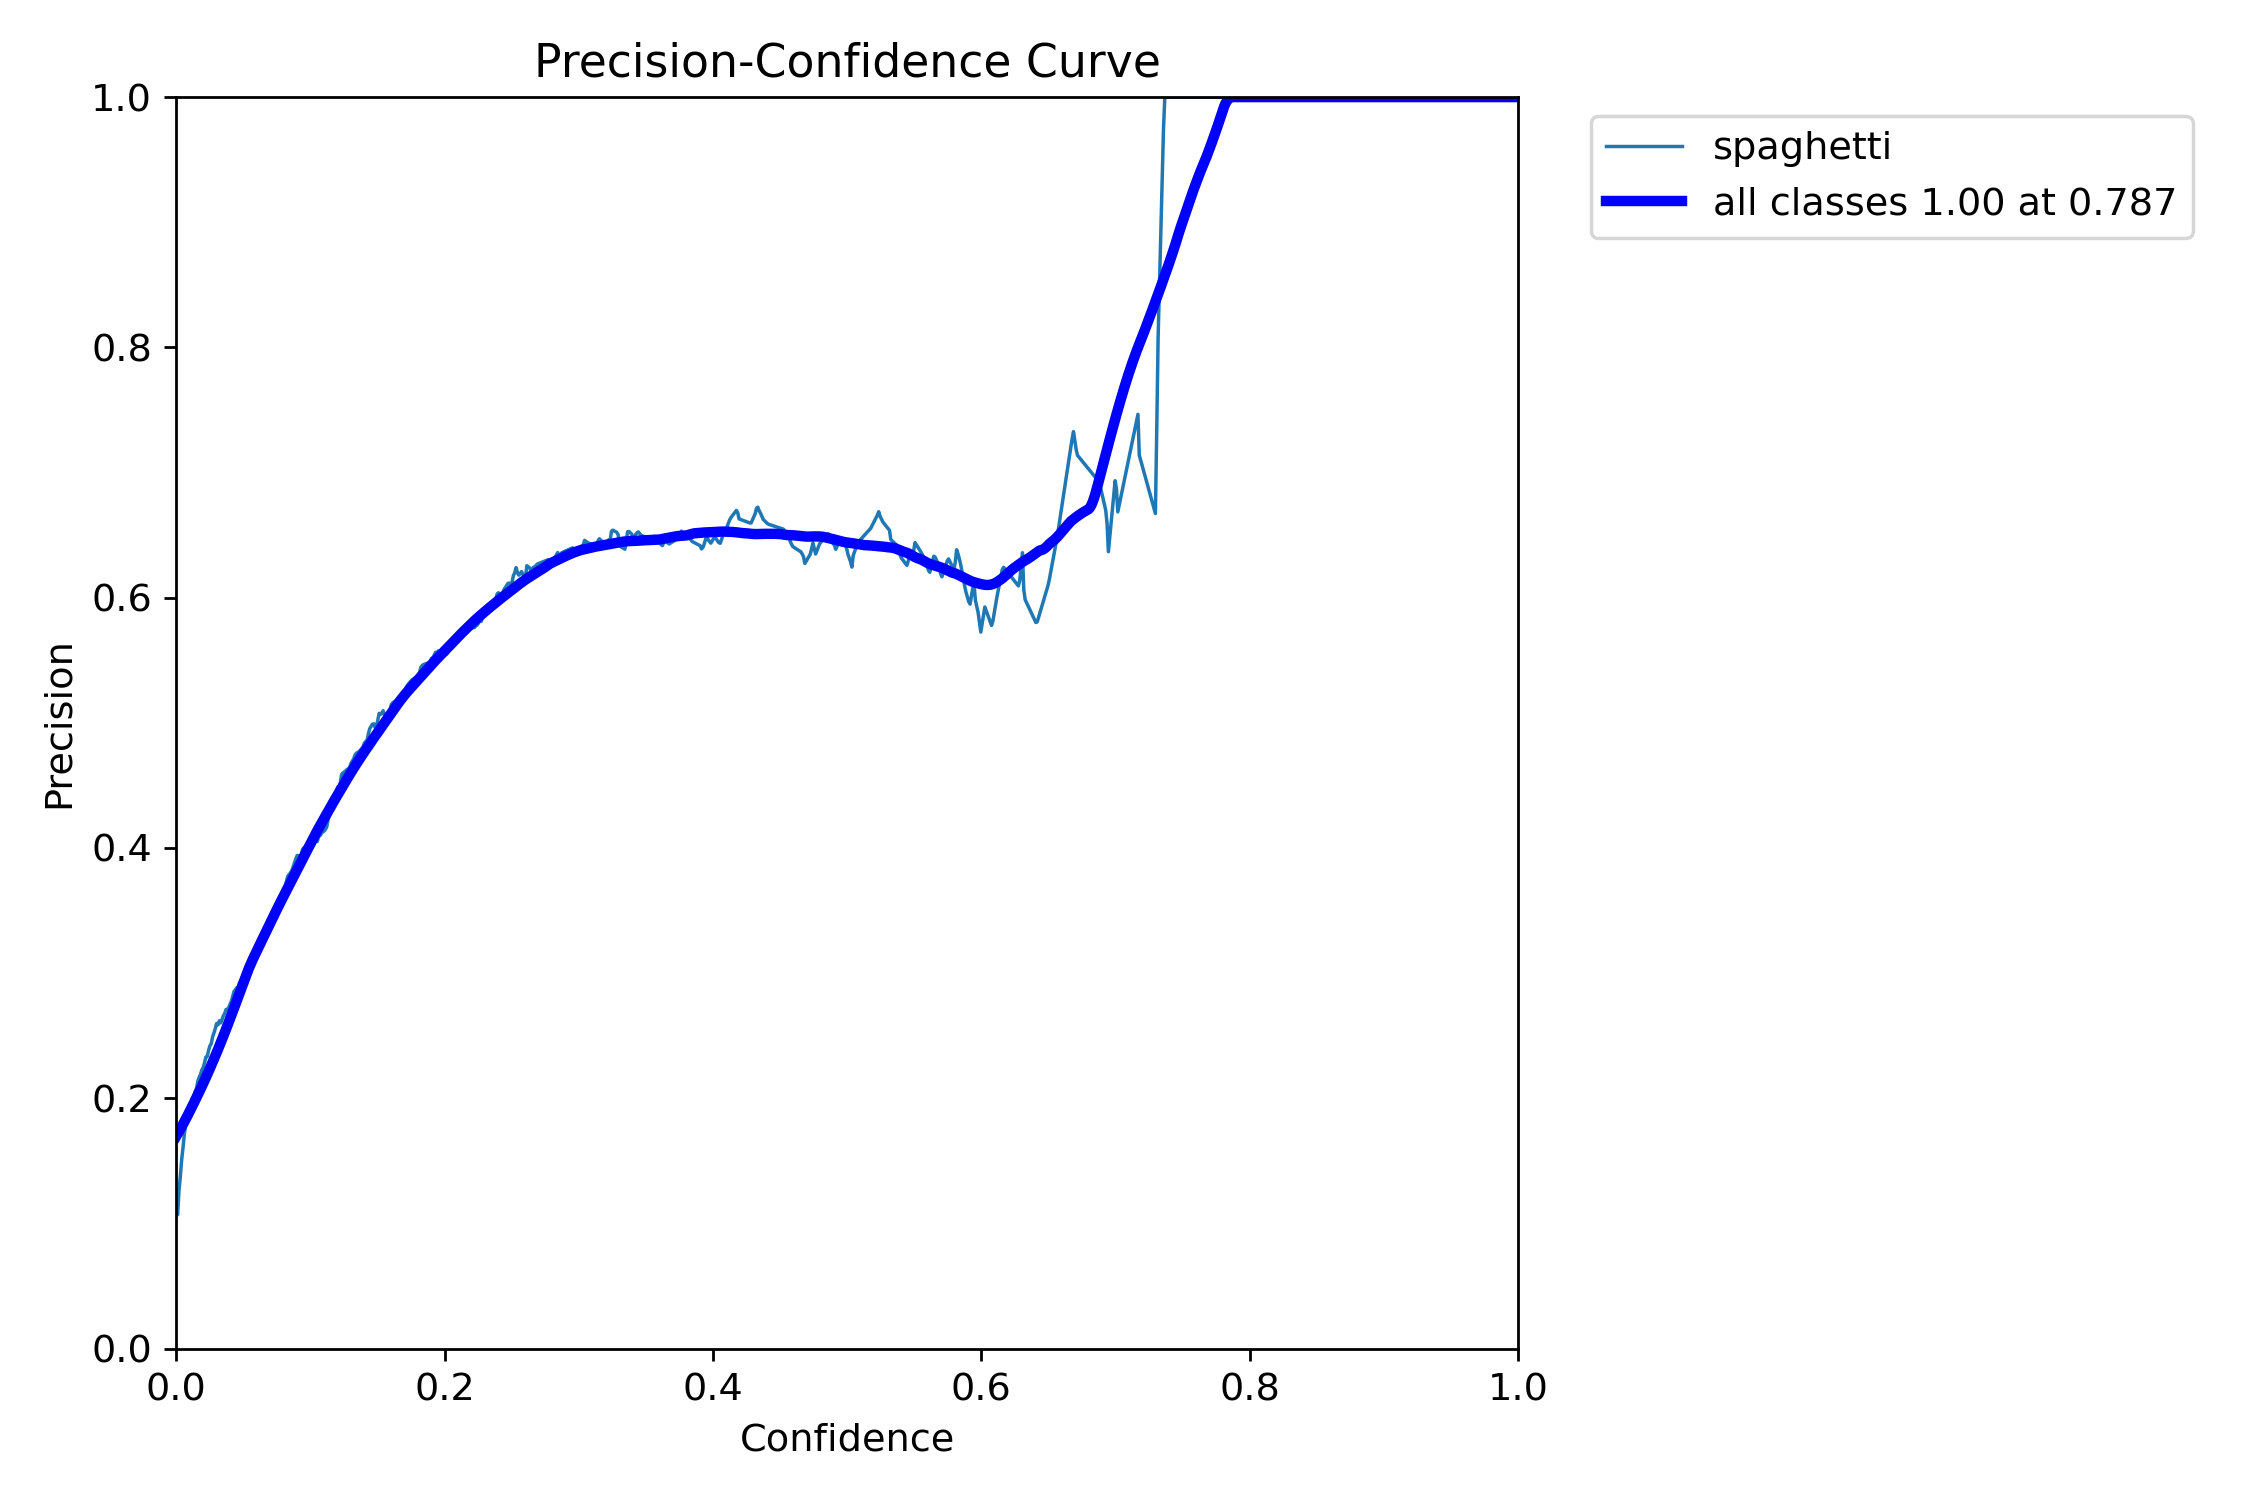 Precision-Confidence Curve
1.0
0.8
0.6
0.4
0.2
0.0
Precision
0.0 0.2 0.4 0.6 0.8 1.0
Confidence
spaghetti
all classes 1.00 at 0.787